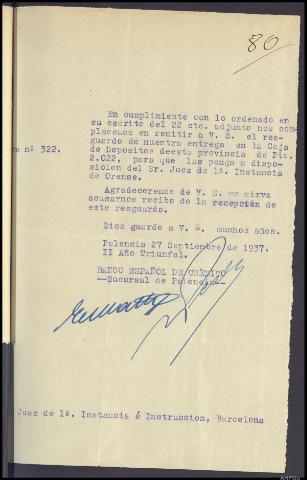 80
En cumplimiento con lo ordenado en
su escrito del 22 cte. adjunto nos com-
placemos en remitir a V. S. el res-
guardo de nuestra entrega en la Caja
de Depositos deesta provincia de Pts.
nº 322.
2.022, para que las ponga a dispo-
sicion del Sr. Juez de 1ª. Instancia
de Orense.
Agradeceremos de V. S. se sirva
acusarnos recibo de la recepción de
este resguardo.
Dios guarde a V. S. muchos años.
Palencia 27 Septiembre de 1937.
II Año Triunfal.
BANCO ESPAÑOL DE CREDITO
--Sucursal de Palencia--
Juez de 1ª. Instancia é Instruccion, Barcelona